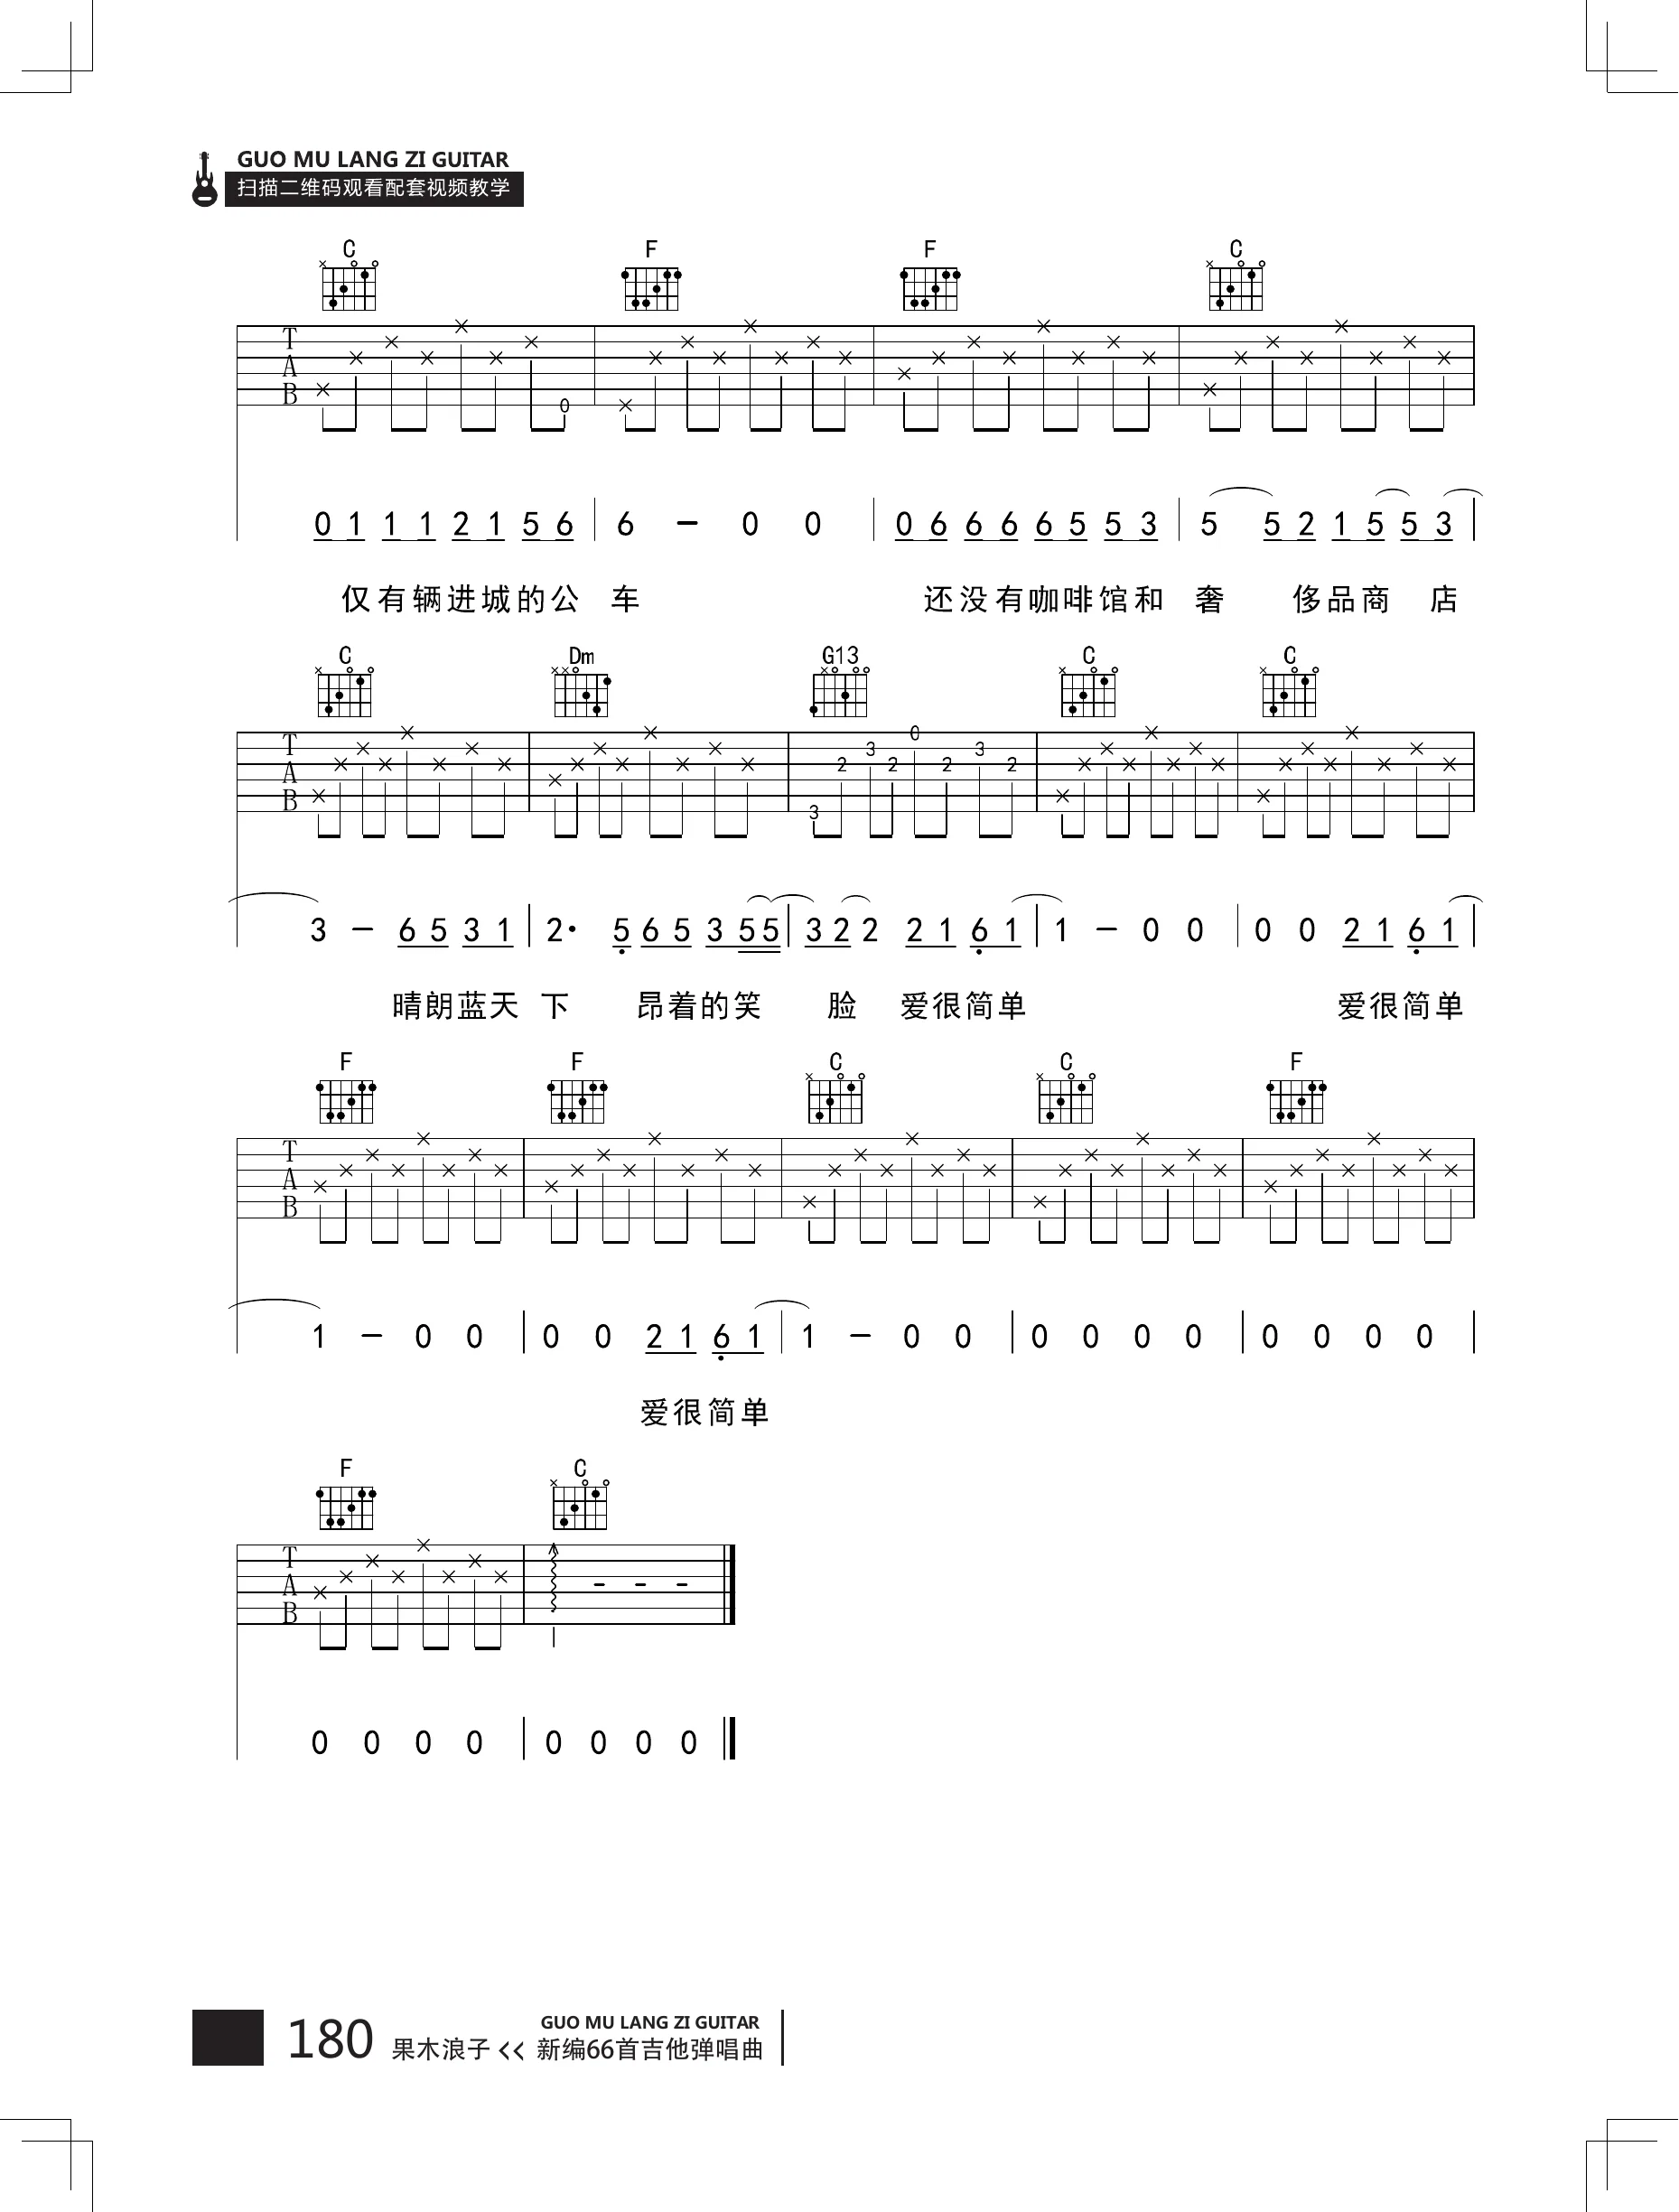 GUO MU LANG ZI GUITAR
扫描二维码观看配套视频教学
C F F C
T
A
B
0
0 1 1 1 2 1 5 6 | 6 - 0 0 | 0 6 6 6 6 5 5 3 | 5 5 2 1 5 5 3 |
仅有辆进城的公 车 还没有咖啡馆和 奢 侈品商 店
C Dm G13 C C
T
A
B
3 2 3 2 0 2 3 2
3 - 6 5 3 1 | 2· 5 6 5 3 5 5 | 3 2 2 2 1 6 1 | 1 - 0 0 | 0 0 2 1 6 1 |
晴朗蓝天 下 昂着的笑 脸 爱很简单 爱很简单
F F C C F
T
A
B
1 - 0 0 | 0 0 2 1 6 1 | 1 - 0 0 | 0 0 0 0 | 0 0 0 0 |
爱很简单
F C
T
A
B
- - -
0 0 0 0 | 0 0 0 0
180 果木浪子 <<
GUO MU LANG ZI GUITAR
新编66首吉他弹唱曲